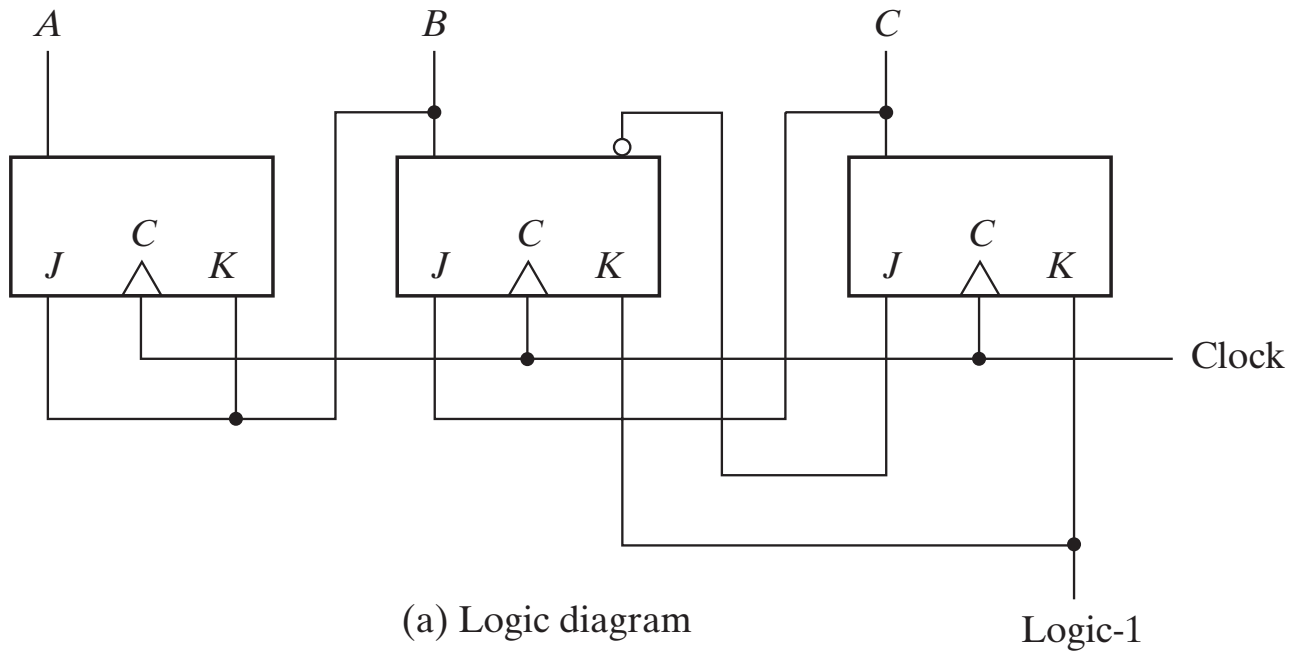 A B C
C C C
J K J K J K
Clock
(a) Logic diagram
Logic-1